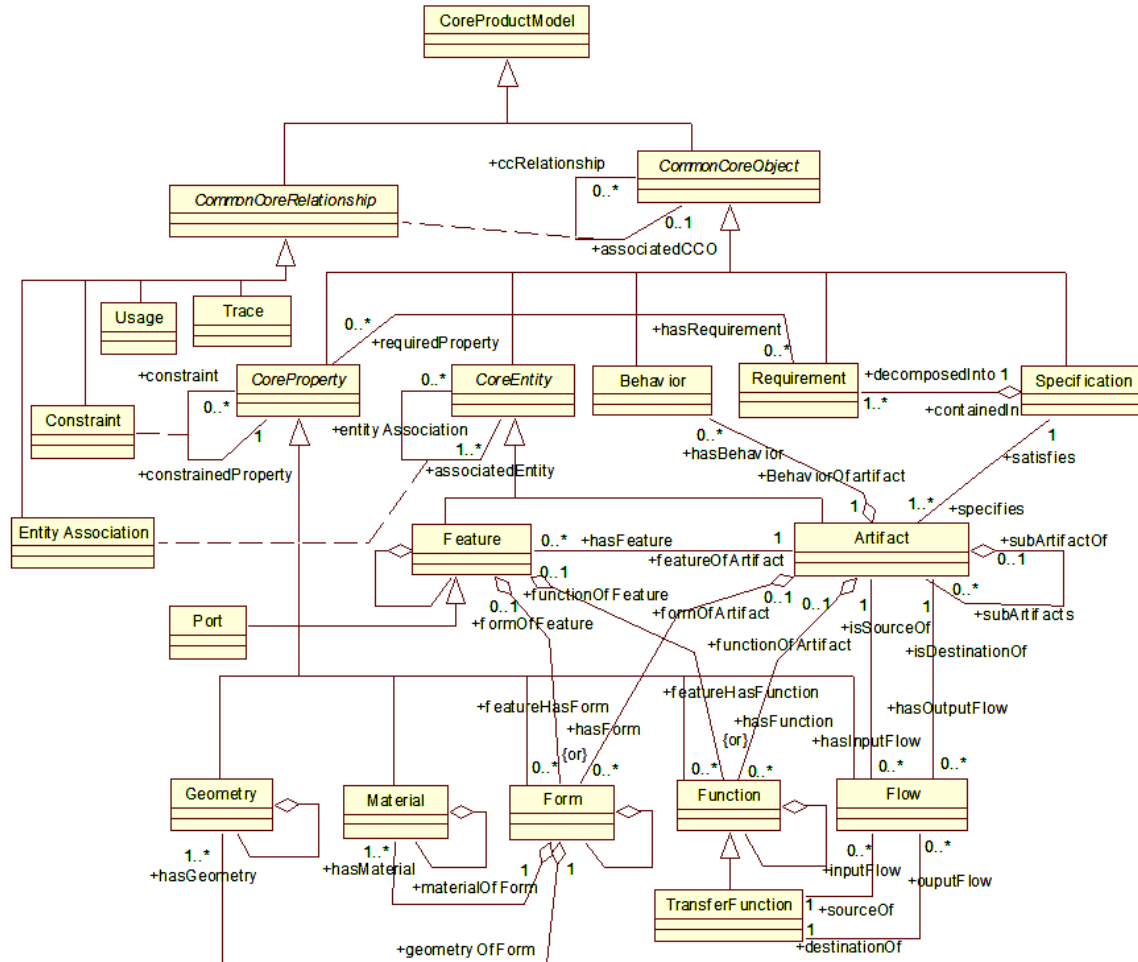 CoreProductModel
+ccRelationship
CommonCoreObject
0..*
CommonCoreRelationship
0..1
+associatedCCO
Usage
Trace
0..*
+requiredProperty
+hasRequirement
0..*
+constraint
CoreProperty
0..*
CoreEntity
Behavior
Requirement
+decomposedInto
1
Specification
0..*
1..*
+containedIn
Constraint
1
+entity Association
0..*
1
+constrainedProperty
1..*
+associatedEntity
+hasBehavior
+satisfies
+BehaviorOfartifact
1
1..*
+specifies
Entity Association
Feature
0..*
+hasFeature
1
Artifact
+subArtifactOf
+featureOfArtifact
0..1
0..1
+functionOfFeature
0..1
0..1
1
1
0..*
0..1
+formOfFeature
+formOfArtifact
+subArtifacts
Port
+isSourceOf
+functionOfArtifact
+isDestinationOf
+featureHasForm
+featureHasFunction
+hasOutputFlow
+hasForm
+hasFunction
{or}
{or}
+hasInputFlow
0..*
0..*
0..*
0..*
0..*
0..*
Geometry
Material
Form
Function
Flow
1..*
+hasGeometry
1..*
+hasMaterial
1
1
0..*
0..*
+materialOfForm
+inputFlow
+ouputFlow
TransferFunction
1
+sourceOf
1
+geometryOfForm
+destinationOf